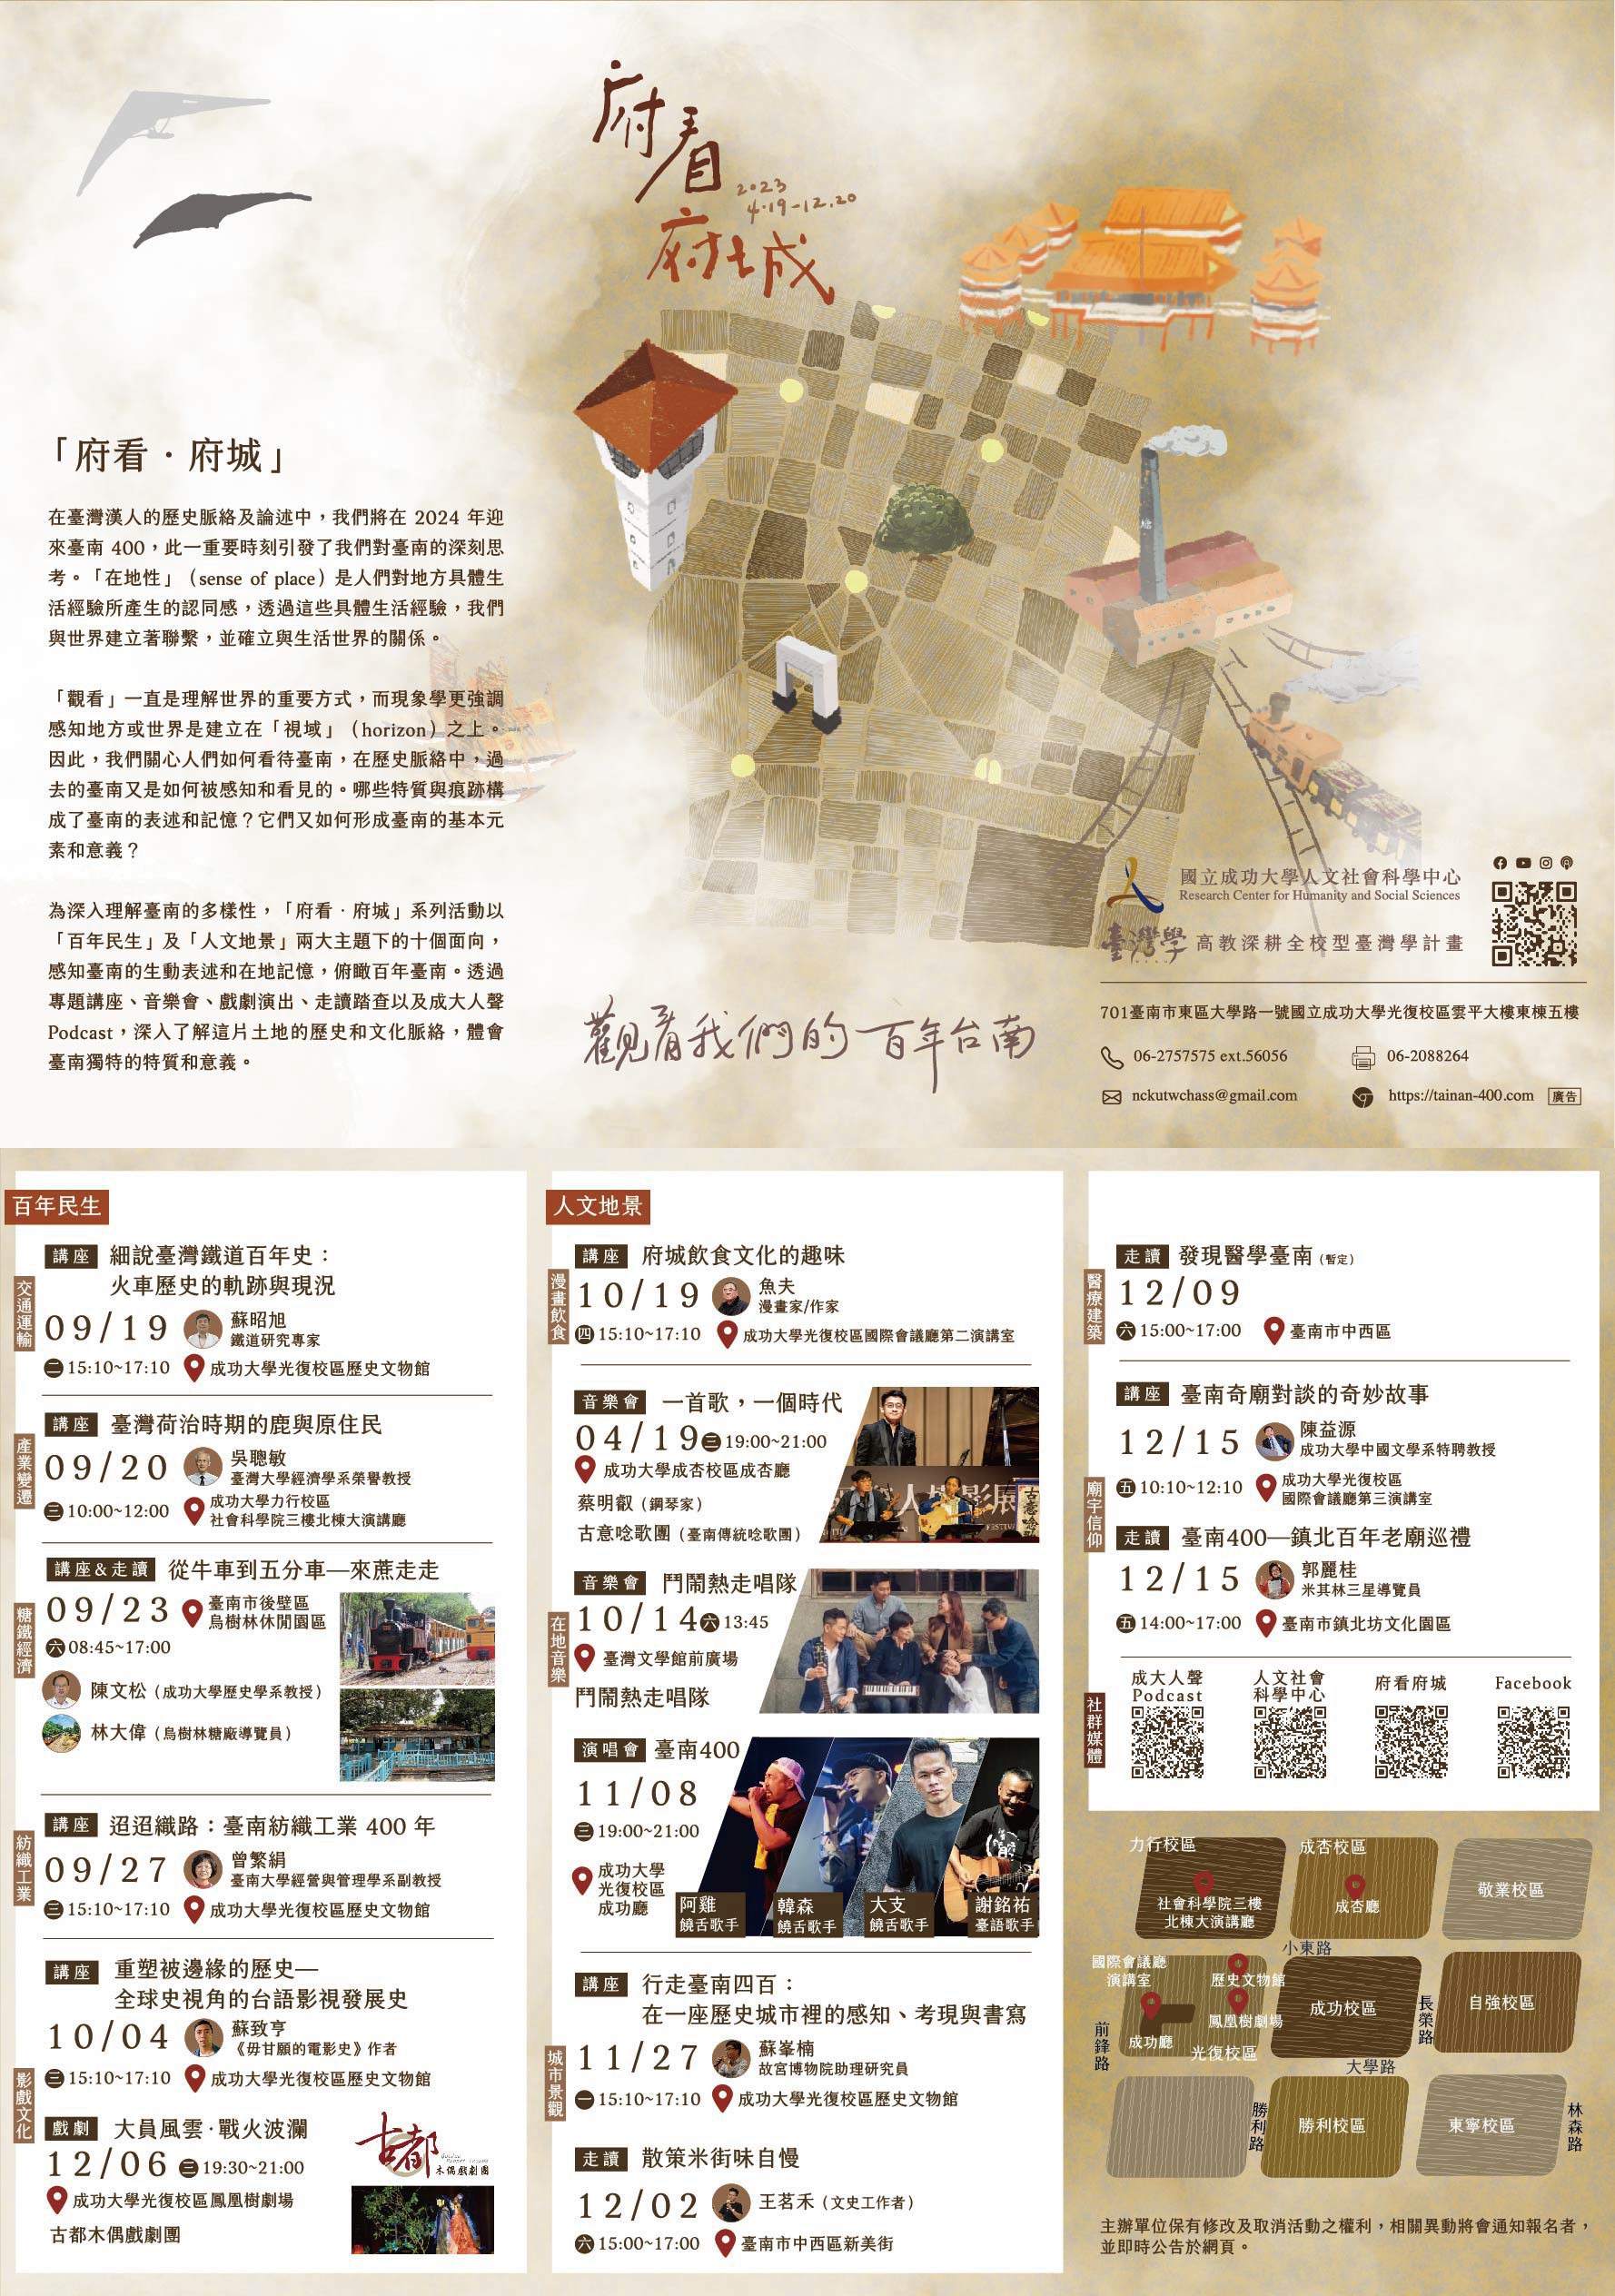 府看
府城
2023
4.19-12.20
「府看．府城」
在臺灣漢人的歷史脈絡及論述中，我們將在 2024 年迎
來臺南 400，此一重要時刻引發了我們對臺南的深刻思
考。「在地性」（sense of place）是人們對地方具體生
活經驗所產生的認同感，透過這些具體生活經驗，我們
與世界建立著聯繫，並確立與生活世界的關係。
「觀看」一直是理解世界的重要方式，而現象學更強調
感知地方或世界是建立在「視域」（horizon）之上。
因此，我們關心人們如何看待臺南，在歷史脈絡中，過
去的臺南又是如何被感知和看見的。哪些特質與痕跡構
成了臺南的表述和記憶？它們又如何形成臺南的基本元
素和意義？
為深入理解臺南的多樣性，「府看．府城」系列活動以
「百年民生」及「人文地景」兩大主題下的十個面向，
感知臺南的生動表述和在地記憶，俯瞰百年臺南。透過
專題講座、音樂會、戲劇演出、走讀踏查以及成大人聲
Podcast，深入了解這片土地的歷史和文化脈絡，體會
臺南獨特的特質和意義。
觀看我們的百年台南
國立成功大學人文社會科學中心
Research Center for Humanity and Social Sciences
臺灣學 高教深耕全校型臺灣學計畫
701臺南市東區大學路一號國立成功大學光復校區雲平大樓東棟五樓
06-2757575 ext.56056
06-2088264
nckutwchass@gmail.com
https://tainan-400.com 廣告
百年民生
交通運輸
講座 細說臺灣鐵道百年史：
火車歷史的軌跡與現況
09/19 蘇昭旭
鐵道研究專家
二 15:10~17:10 成功大學光復校區歷史文物館
產業變遷
講座 臺灣荷治時期的鹿與原住民
09/20 吳聰敏
臺灣大學經濟學系榮譽教授
三 10:00~12:00 成功大學力行校區
社會科學院三樓北棟大演講廳
糖鐵經濟
講座&走讀 從牛車到五分車—來蔗走走
09/23 臺南市後壁區
烏樹林休閒園區
六 08:45~17:00
陳文松（成功大學歷史學系教授）
林大偉（烏樹林糖廠導覽員）
紡織工業
講座 迢迢織路：臺南紡織工業 400 年
09/27 曾繁絹
臺南大學經營與管理學系副教授
三 15:10~17:10 成功大學光復校區歷史文物館
影戲文化
講座 重塑被邊緣的歷史—
全球史視角的台語影視發展史
10/04 蘇致亨
《毋甘願的電影史》作者
三 15:10~17:10 成功大學光復校區歷史文物館
戲劇 大員風雲·戰火波瀾
12/06 三 19:30~21:00
成功大學光復校區鳳凰樹劇場
古都木偶戲劇團
古都
木偶戲劇團
人文地景
漫畫飲食
講座 府城飲食文化的趣味
10/19 魚夫
漫畫家/作家
四 15:10~17:10 成功大學光復校區國際會議廳第二演講室
在地音樂
音樂會 一首歌，一個時代
04/19 三 19:00~21:00
成功大學成杏校區成杏廳
蔡明叡（鋼琴家）
古意唸歌團（臺南傳統唸歌團）
音樂會 鬥鬧熱走唱隊
10/14 六 13:45
臺灣文學館前廣場
鬥鬧熱走唱隊
演唱會 臺南400
11/08
三 19:00~21:00
成功大學
光復校區
成功廳
阿雞
饒舌歌手
韓森
饒舌歌手
大支
饒舌歌手
謝銘祐
臺語歌手
城市景觀
講座 行走臺南四百：
在一座歷史城市裡的感知、考現與書寫
11/27 蘇峯楠
故宮博物院助理研究員
一 15:10~17:10 成功大學光復校區歷史文物館
走讀 散策米街味自慢
12/02 王茗禾（文史工作者）
六 15:00~17:00 臺南市中西區新美街
醫療建築
走讀 發現醫學臺南（暫定）
12/09
六 15:00~17:00 臺南市中西區
廟宇信仰
講座 臺南奇廟對談的奇妙故事
12/15 陳益源
成功大學中國文學系特聘教授
五 10:10~12:10 成功大學光復校區
國際會議廳第三演講室
走讀 臺南400—鎮北百年老廟巡禮
12/15 郭麗桂
米其林三星導覽員
五 14:00~17:00 臺南市鎮北坊文化園區
社群媒體
成大人聲
Podcast
人文社會
科學中心
府看府城
Facebook
力行校區
社會科學院三樓
北棟大演講廳
成杏校區
成杏廳
敬業校區
小東路
國際會議廳
演講室
歷史文物館
鳳凰樹劇場
成功廳
光復校區
成功校區
長榮路
自強校區
前鋒路
大學路
勝利路
勝利校區
東寧校區
林森路
主辦單位保有修改及取消活動之權利，相關異動將會通知報名者，
並即時公告於網頁。